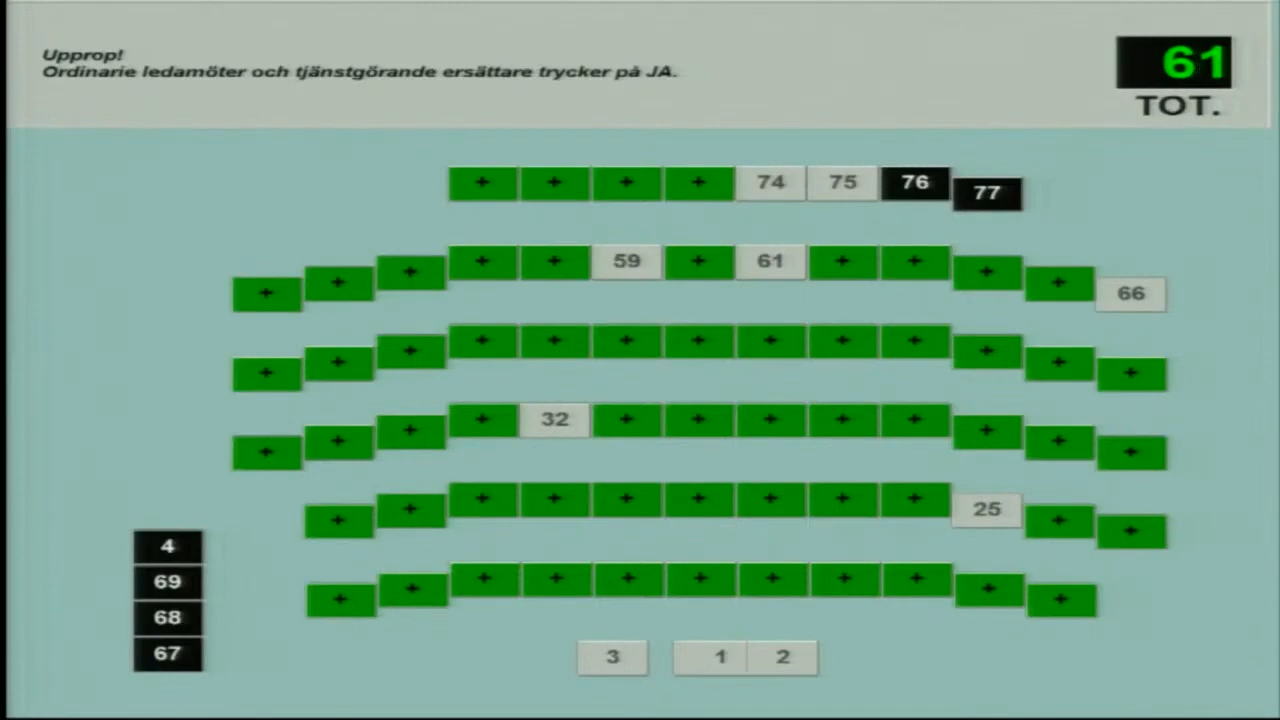 Upprop!
Ordinarie ledamöter och tjänstgörande ersättare trycker på JA.
61
TOT.
+ + + + 74 75 76 77
+ + + + + 59 + 61 + + + + 66
+ + + + + + + + + + + + +
+ + + + 32 + + + + + + + +
+ + + + + + + + + 25 + +
+ + + + + + + + + + +
4
69
68
67
3 1 2